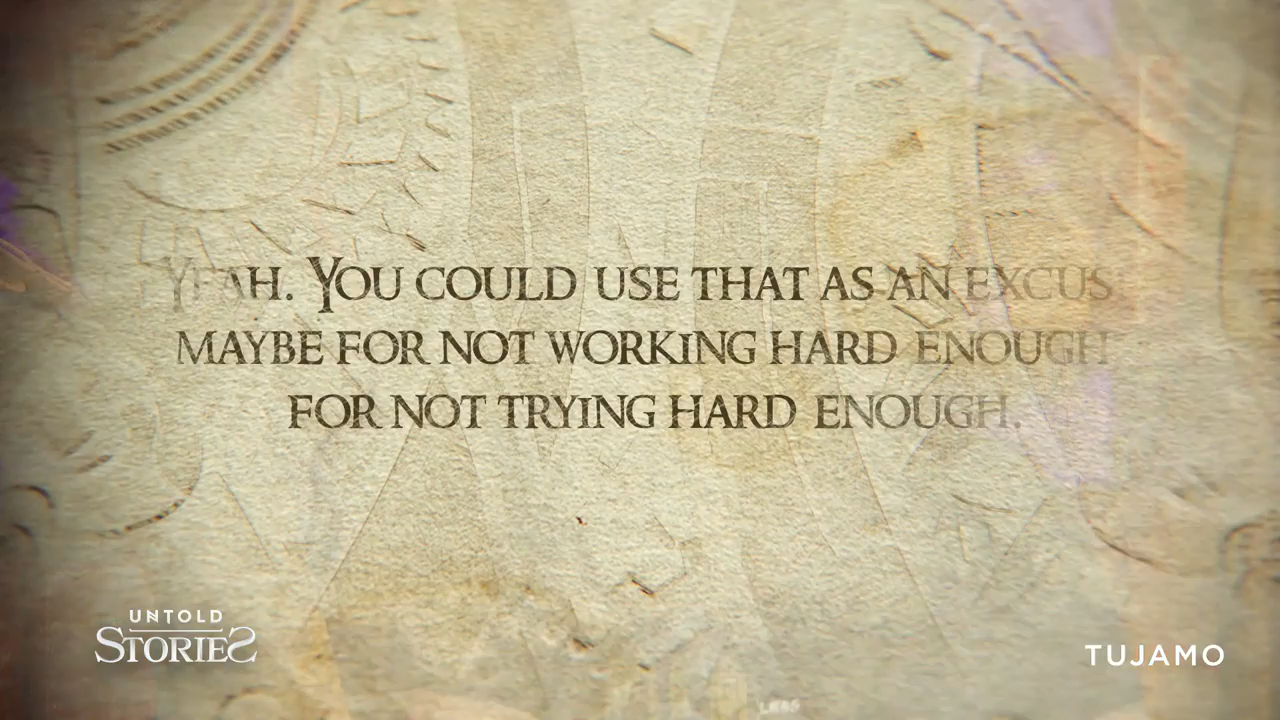 YEAH. YOU COULD USE THAT AS AN EXCUS
MAYBE FOR NOT WORKING HARD ENOUGH
FOR NOT TRYING HARD ENOUGH.
UNTOLD
STORIES
TUJAMO